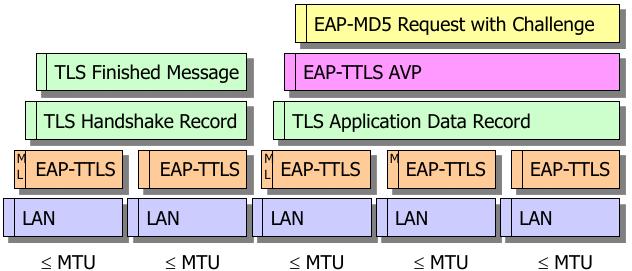 EAP-MD5 Request with Challenge
TLS Finished Message
EAP-TTLS AVP
TLS Handshake Record
TLS Application Data Record
M
L
EAP-TTLS
EAP-TTLS
M
L
EAP-TTLS
M
EAP-TTLS
EAP-TTLS
LAN
LAN
LAN
LAN
LAN
≤ MTU
≤ MTU
≤ MTU
≤ MTU
≤ MTU